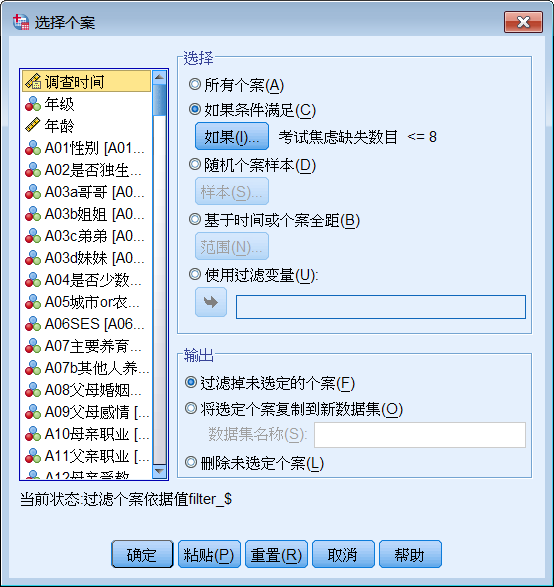 选择个案
调查时间
年级
年龄
A01性别 [A01...
A02是否独生...
A03a哥哥 [A0...
A03b姐姐 [A0...
A03c弟弟 [A0...
A03d妹妹 [A0...
A04是否少数...
A05城市or农...
A06SES [A06...
A07主要养育...
A07b其他人养...
A08父母婚姻...
A09父母感情 [...
A10母亲职业 [...
A11父亲职业 [...
A12母亲受教...
选择
所有个案(A)
如果条件满足(C)
如果(I)... 考试焦虑缺失数目 <= 8
随机个案样本(D)
样本(S)...
基于时间或个案全距(B)
范围(N)...
使用过滤变量(U):
输出
过滤掉未选定的个案(F)
将选定个案复制到新数据集(O)
数据集名称(S):
删除未选定个案(L)
当前状态:过滤个案依据值filter_$
确定 粘贴(P) 重置(R) 取消 帮助